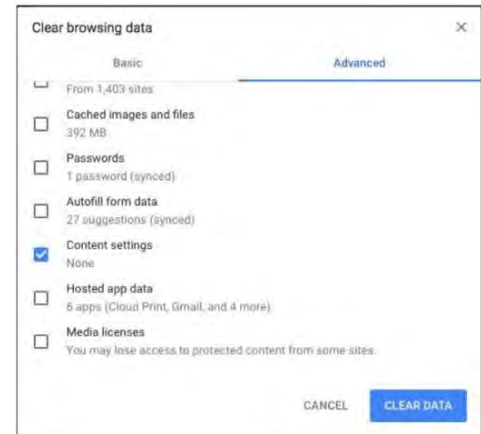 Clear browsing data
Basic
Advanced
From 1,403 sites
Cached images and files
392 MB
Passwords
1 password (synced)
Autofill form data
27 suggestions (synced)
Content settings
None
Hosted app data
6 apps (Cloud Print, Gmail, and 4 more)
Media licenses
You may lose access to protected content from some sites.
CANCEL
CLEAR DATA